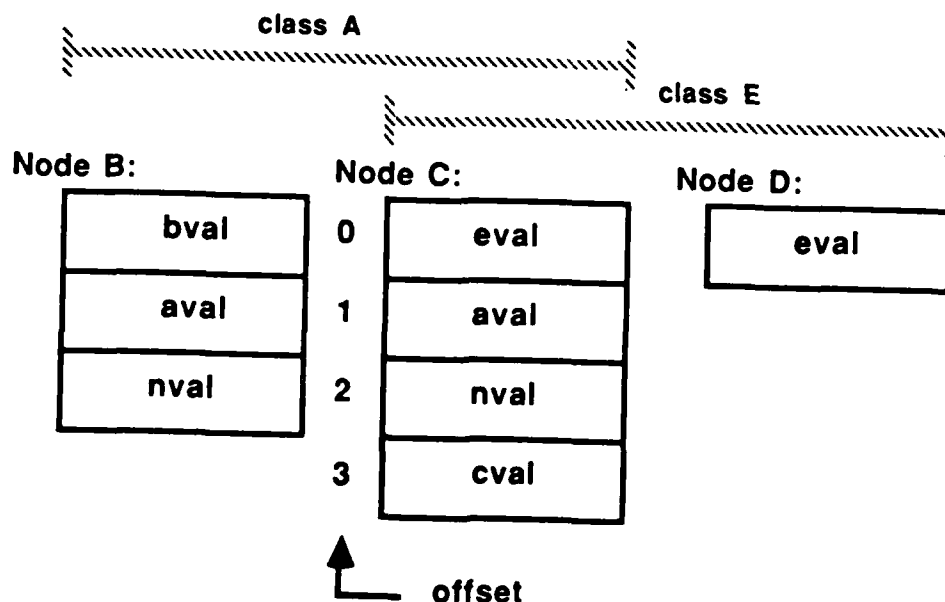 class A
class E
Node B:
Node C:
Node D:
bval
0
eval
eval
aval
1
aval
nval
2
nval
3
cval
offset